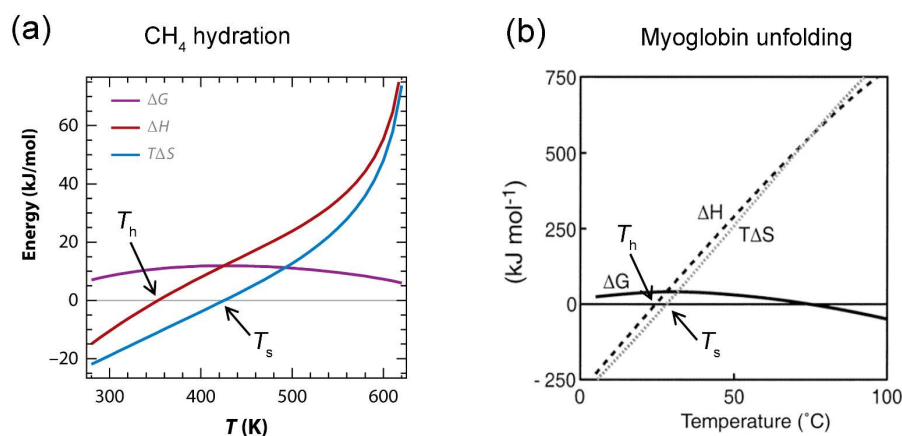 (a)
CH₄ hydration
Energy (kJ/mol)
60
40
20
0
−20
ΔG
ΔH
TΔS
Tₕ
Tₛ
300
400
500
600
T (K)
(b)
Myoglobin unfolding
(kJ mol⁻¹)
750
500
250
0
- 250
ΔH
TΔS
Tₕ
ΔG
Tₛ
0
50
100
Temperature (˚C)